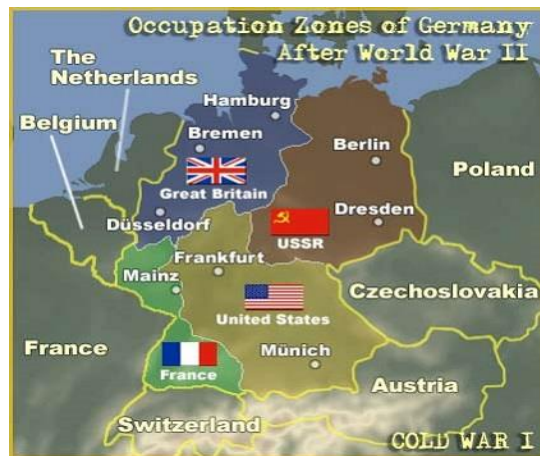 Occupation Zones of Germany
After World War II
The
Netherlands
Hamburg
Belgium
Bremen
Berlin
Poland
Great Britain
Düsseldorf
Dresden
USSR
Frankfurt
Mainz
Czechoslovakia
United States
France
Münich
France
Austria
Switzerland
COLD WAR I